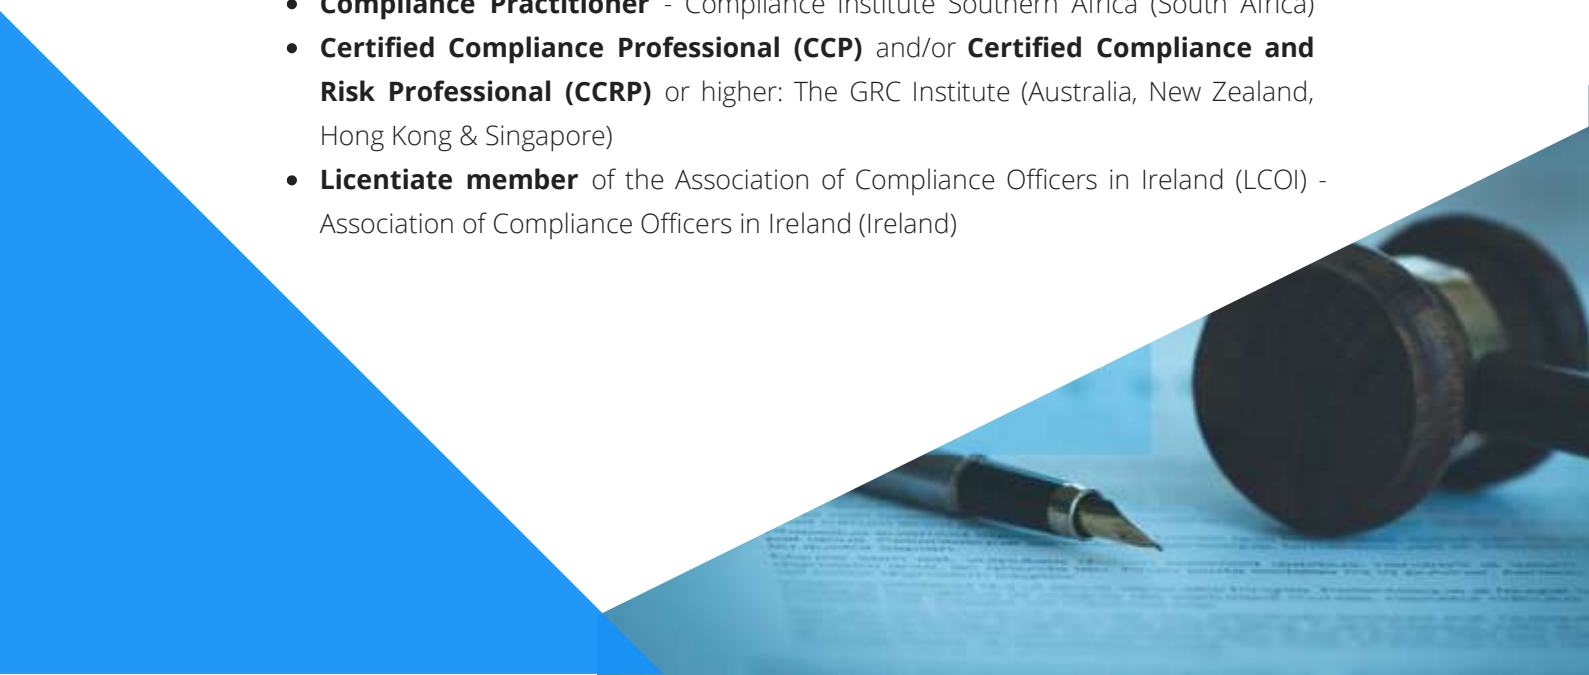 • Compliance Practitioner - Compliance Institute Southern Africa (South Africa)
• Certified Compliance Professional (CCP) and/or Certified Compliance and
Risk Professional (CCRP) or higher: The GRC Institute (Australia, New Zealand,
Hong Kong & Singapore)
• Licentiate member of the Association of Compliance Officers in Ireland (LCOI) -
Association of Compliance Officers in Ireland (Ireland)